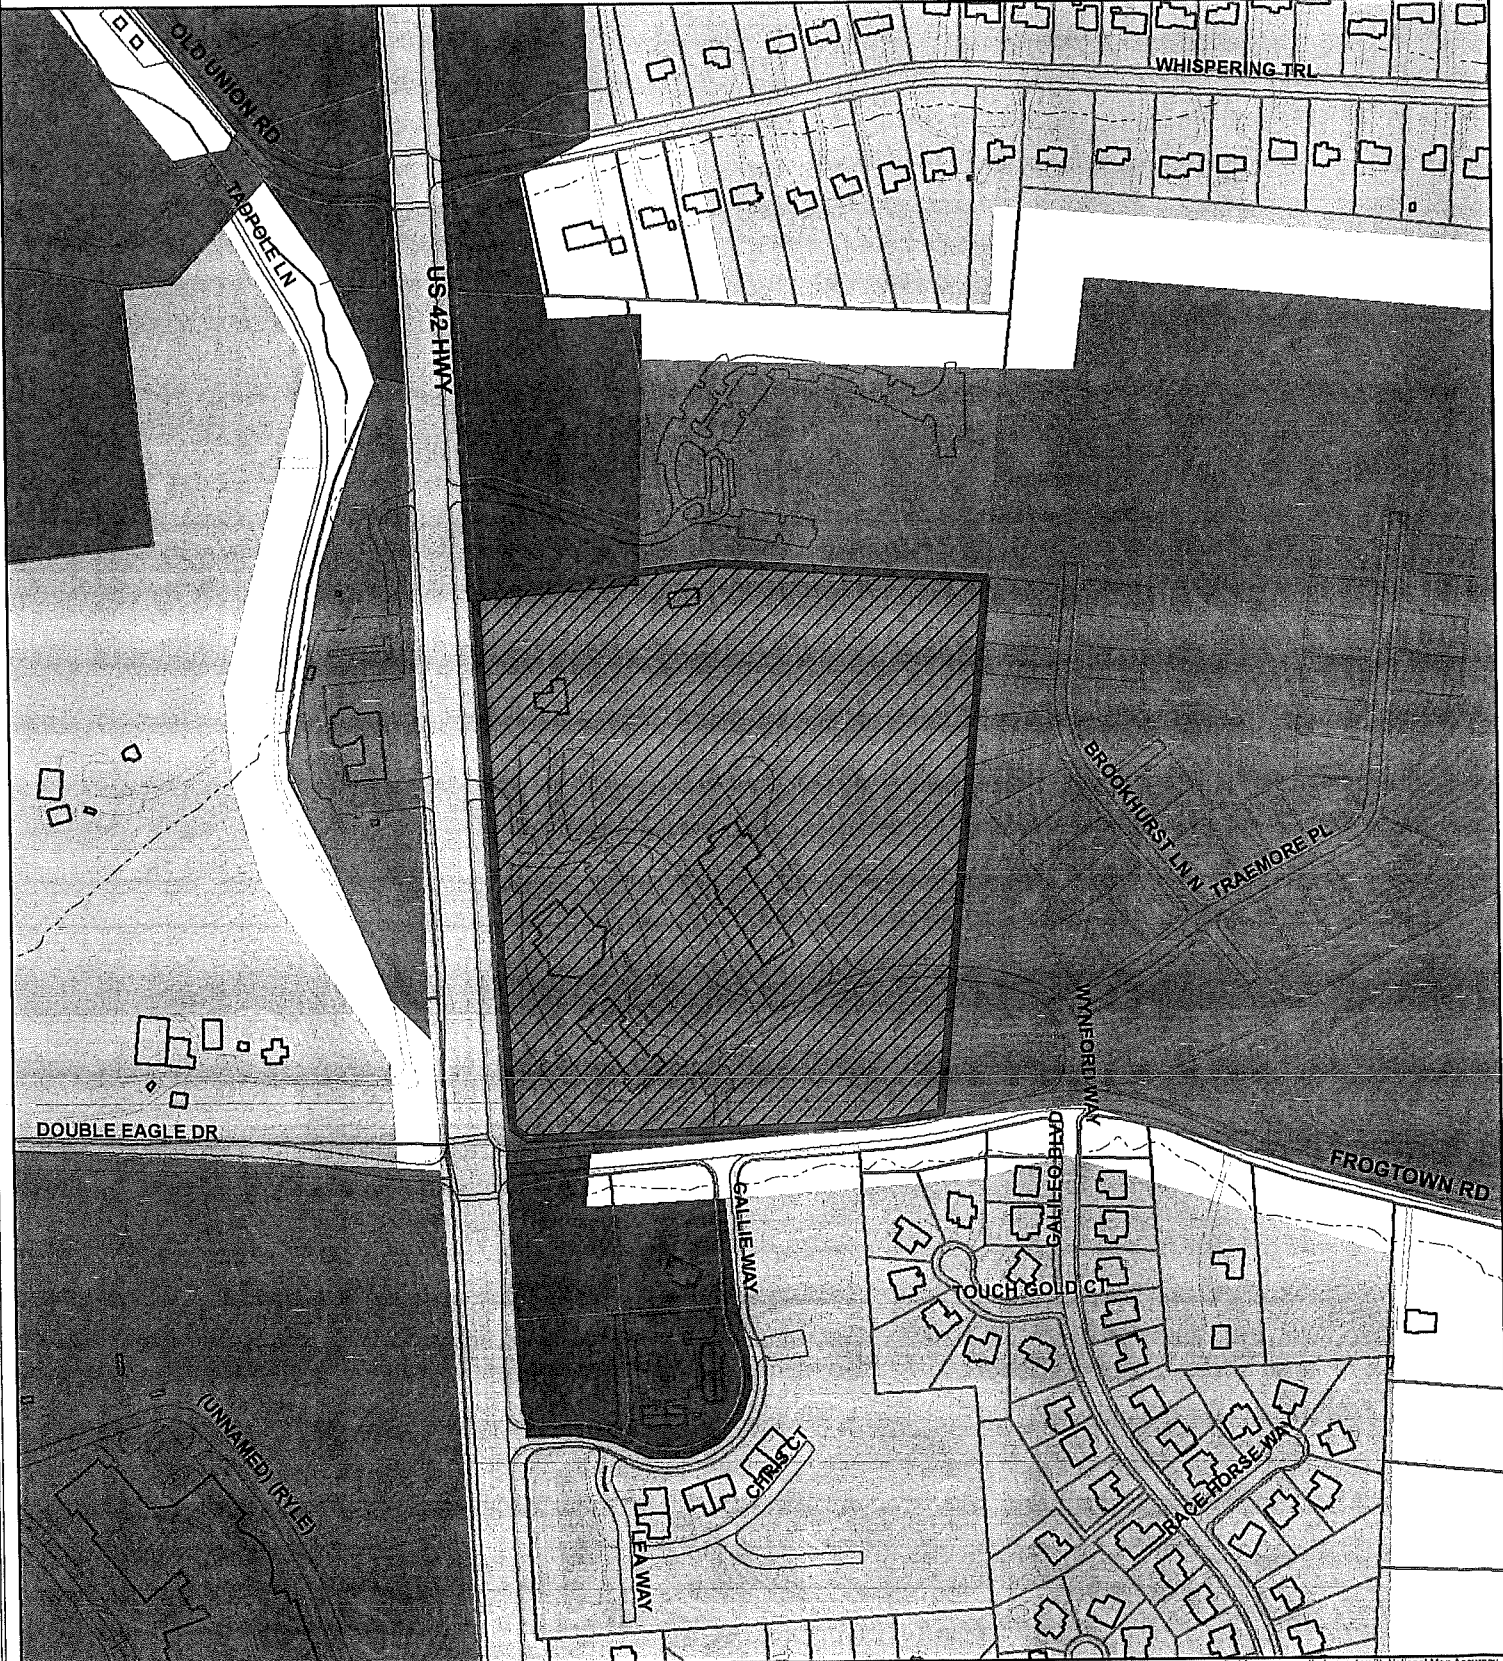 OLD UNION RD
WHISPERING TRL
TADPOLE LN
US 42 HWY
BROOKHURST LN N
TRAEMORE PL
WYNFORD WAY
DOUBLE EAGLE DR
GALILEO BLVD
FROGTOWN RD
CALLIE WAY
TOUCH GOLD CT
(UNNAMED) (RYLE)
CHRIS CT
RACE HORSE WAY
LEA WAY